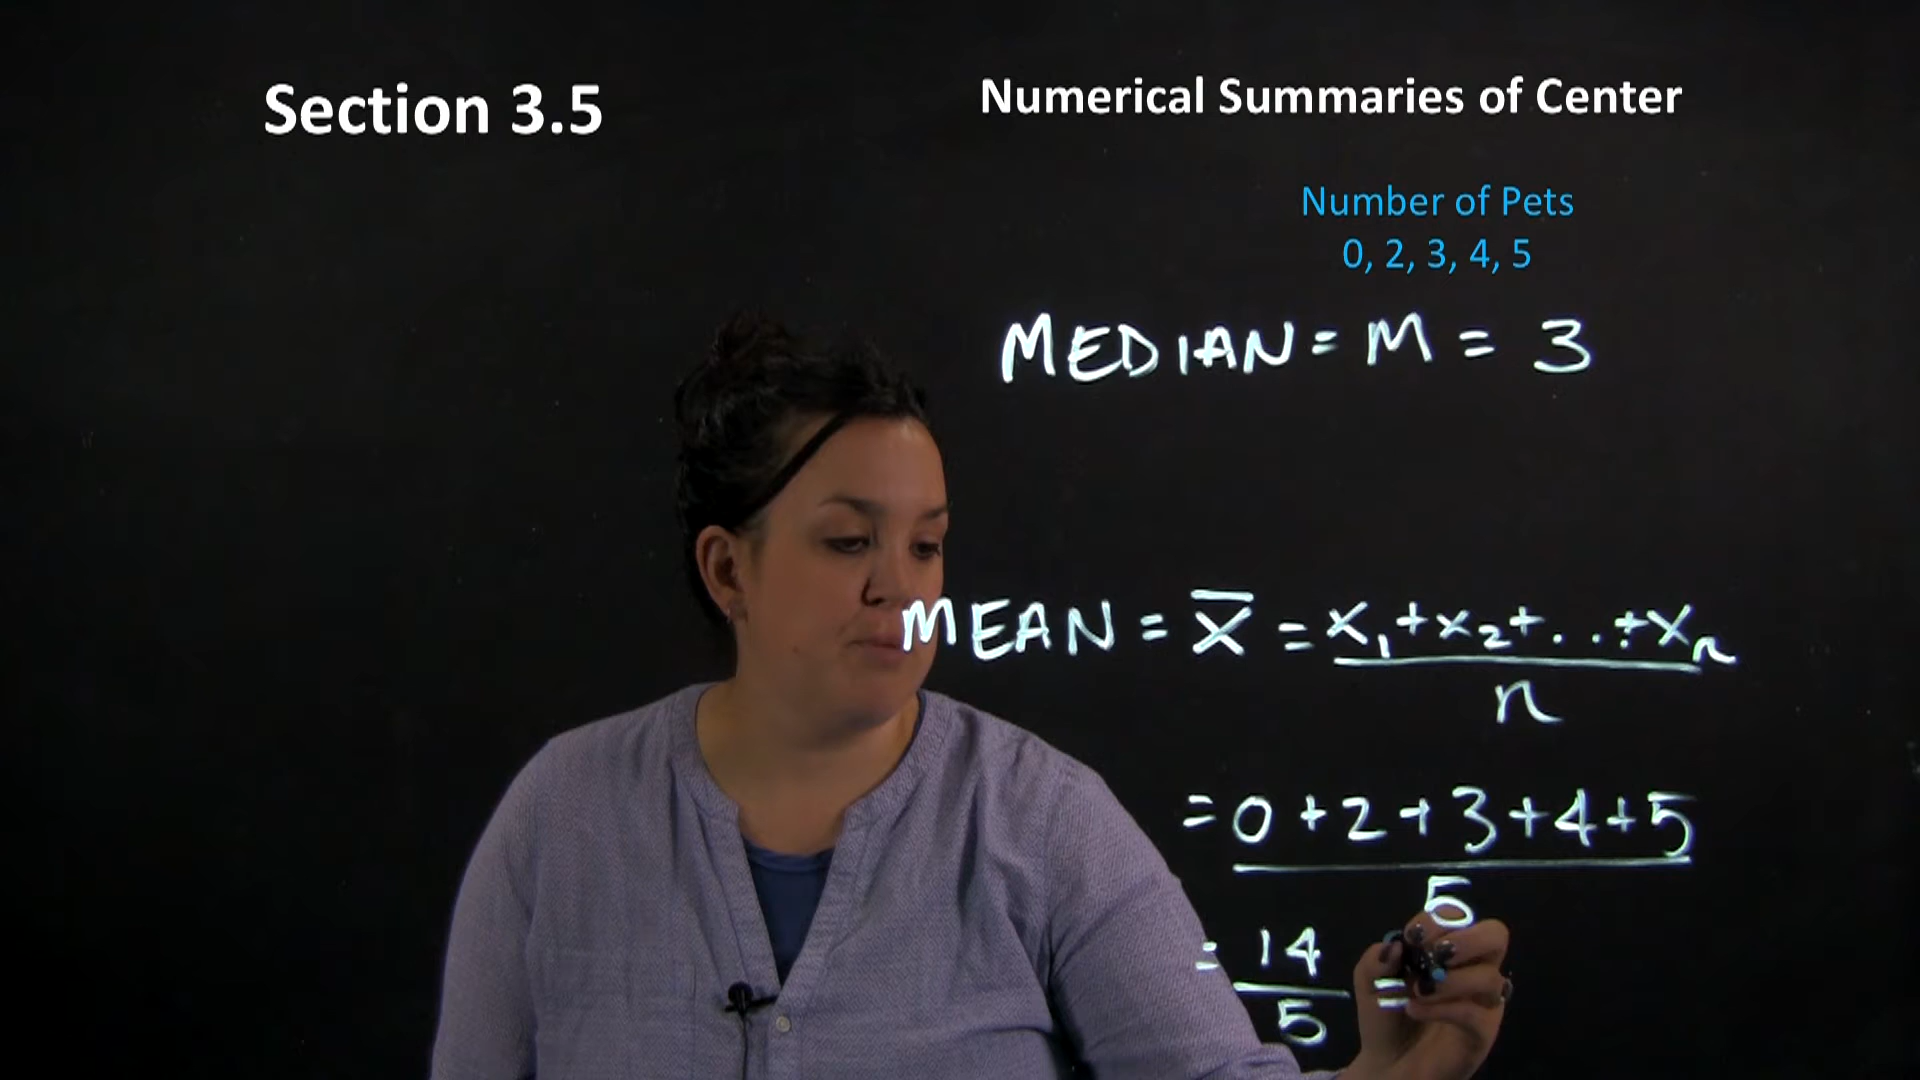 Section 3.5
Numerical Summaries of Center
Number of Pets
0, 2, 3, 4, 5
MEDIAN = M = 3
MEAN = x̄ = x₁+x₂+...+xₙ
n
= 0+2+3+4+5
5
= 14 =
5